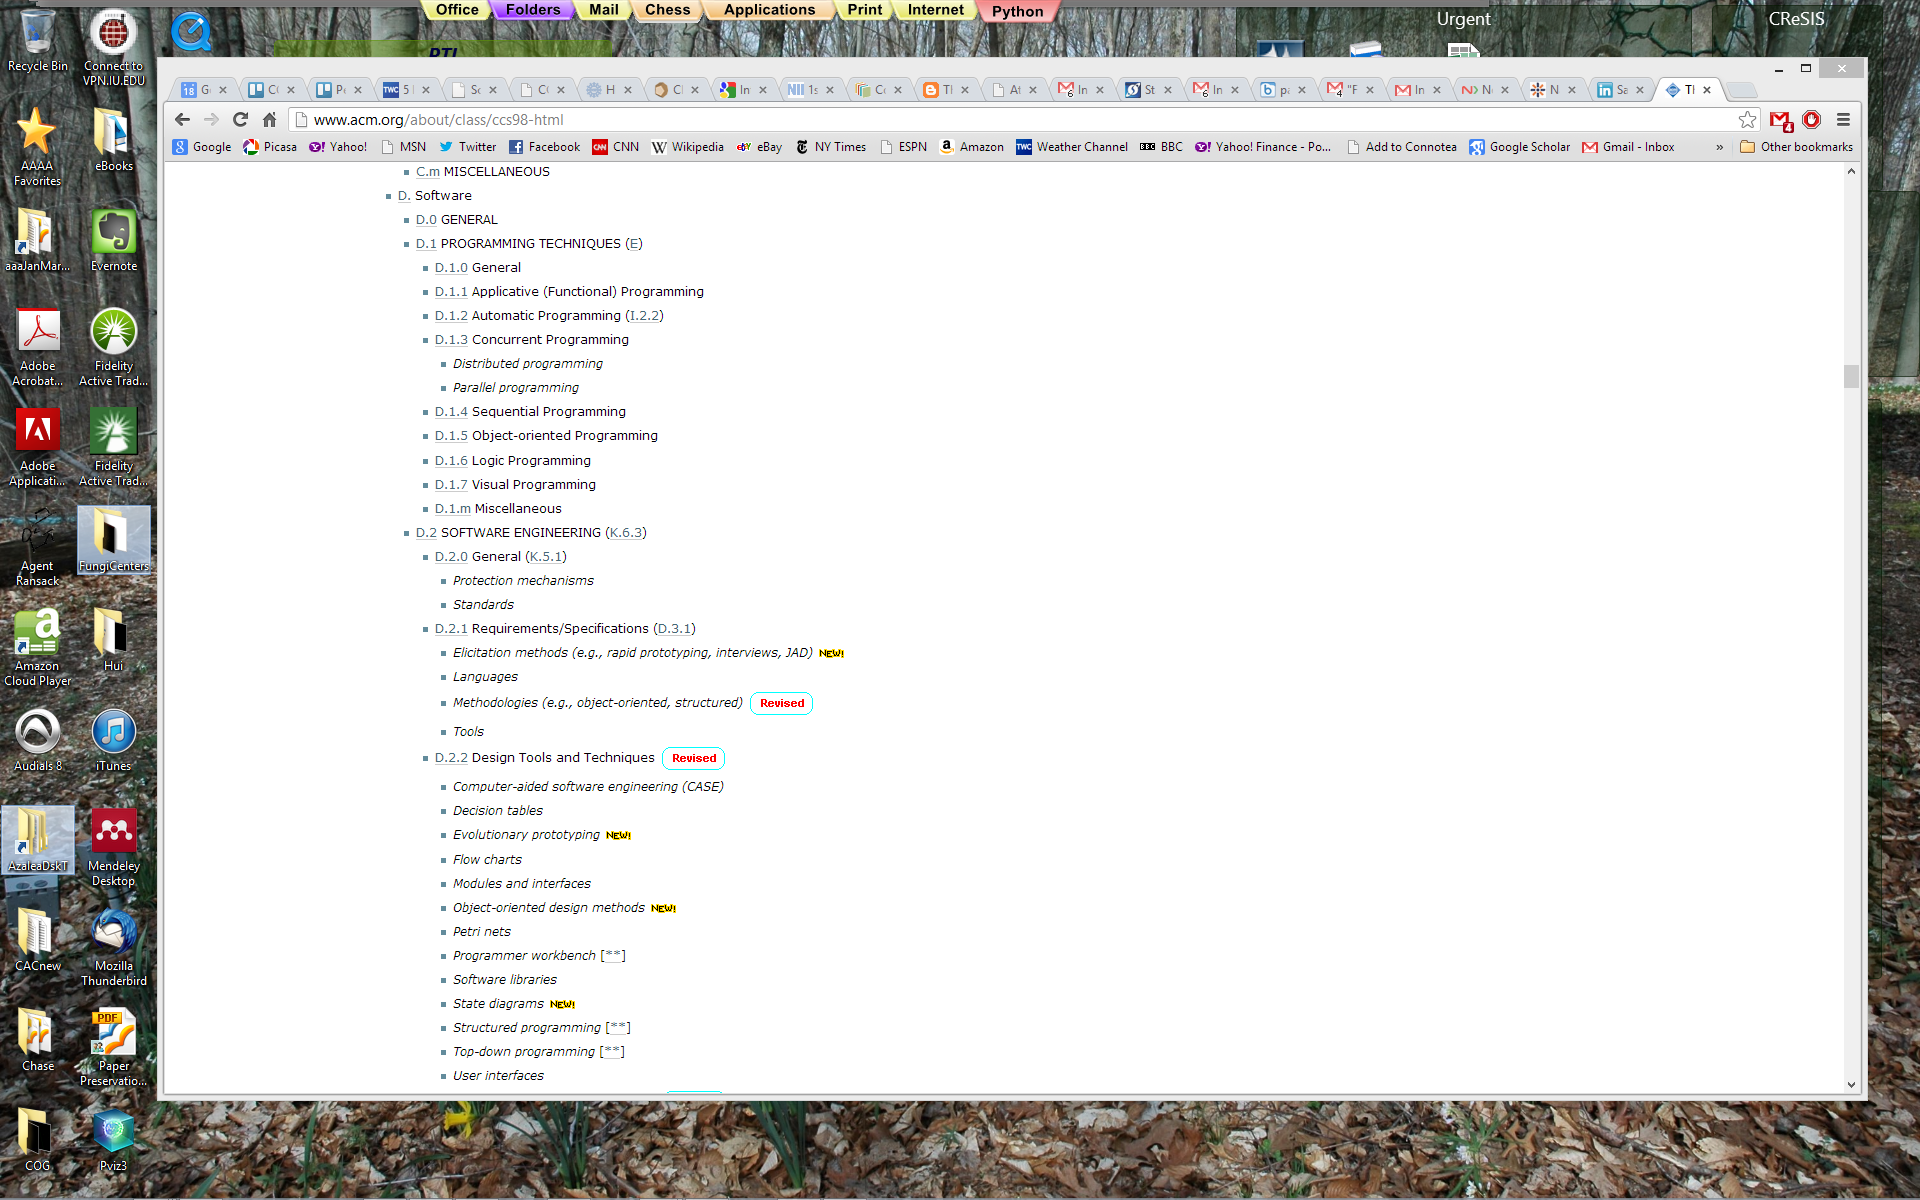 Office Folders Mail Chess Applications Print Internet Python
Urgent
CReSIS
Recycle Bin
Connect to
VPN.IU.EDU
AAAA
Favorites
eBooks
aaaJanMar...
Evernote
Adobe
Acrobat...
Fidelity
Active Trad...
Adobe
Applicati...
Fidelity
Active Trad...
Agent
Ransack
FungiCenters
Amazon
Cloud Player
Hui
Audials 8
iTunes
AzaleaDskT
Mendeley
Desktop
CACnew
Mozilla
Thunderbird
Chase
PDF
Paper
Preservatio...
COG
Pviz3
www.acm.org/about/class/ccs98-html
Google Picasa Yahoo! MSN Twitter Facebook CNN Wikipedia eBay NY Times ESPN Amazon Weather Channel BBC Yahoo! Finance - Po... Add to Connotea Google Scholar Gmail - Inbox » Other bookmarks
C.m MISCELLANEOUS
D. Software
D.0 GENERAL
D.1 PROGRAMMING TECHNIQUES (E)
D.1.0 General
D.1.1 Applicative (Functional) Programming
D.1.2 Automatic Programming (I.2.2)
D.1.3 Concurrent Programming
Distributed programming
Parallel programming
D.1.4 Sequential Programming
D.1.5 Object-oriented Programming
D.1.6 Logic Programming
D.1.7 Visual Programming
D.1.m Miscellaneous
D.2 SOFTWARE ENGINEERING (K.6.3)
D.2.0 General (K.5.1)
Protection mechanisms
Standards
D.2.1 Requirements/Specifications (D.3.1)
Elicitation methods (e.g., rapid prototyping, interviews, JAD) NEW!
Languages
Methodologies (e.g., object-oriented, structured) Revised
Tools
D.2.2 Design Tools and Techniques Revised
Computer-aided software engineering (CASE)
Decision tables
Evolutionary prototyping NEW!
Flow charts
Modules and interfaces
Object-oriented design methods NEW!
Petri nets
Programmer workbench [**]
Software libraries
State diagrams NEW!
Structured programming [**]
Top-down programming [**]
User interfaces